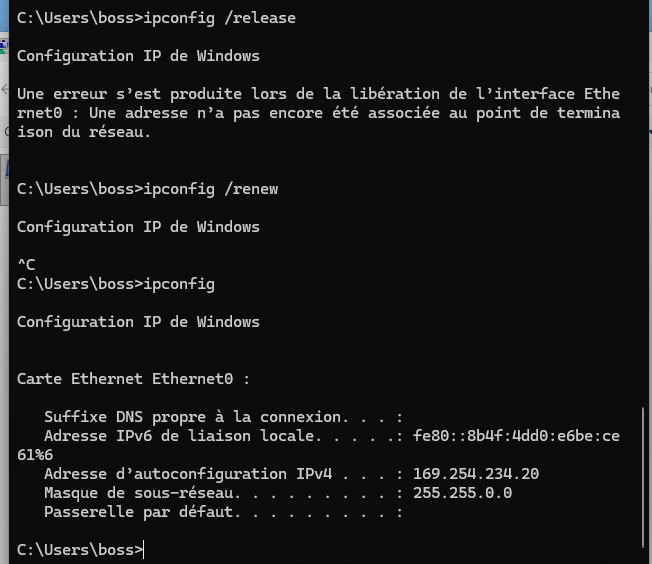 C:\Users\boss>ipconfig /release
Configuration IP de Windows
Une erreur s’est produite lors de la libération de l’interface Ethe
rnet0 : Une adresse n’a pas encore été associée au point de termina
ison du réseau.
C:\Users\boss>ipconfig /renew
Configuration IP de Windows
^C
C:\Users\boss>ipconfig
Configuration IP de Windows
Carte Ethernet Ethernet0 :
   Suffixe DNS propre à la connexion. . . :
   Adresse IPv6 de liaison locale. . . . .: fe80::8b4f:4dd0:e6be:ce
61%6
   Adresse d’autoconfiguration IPv4 . . . : 169.254.234.20
   Masque de sous-réseau. . . . . . . . . : 255.255.0.0
   Passerelle par défaut. . . . . . . . . :
C:\Users\boss>